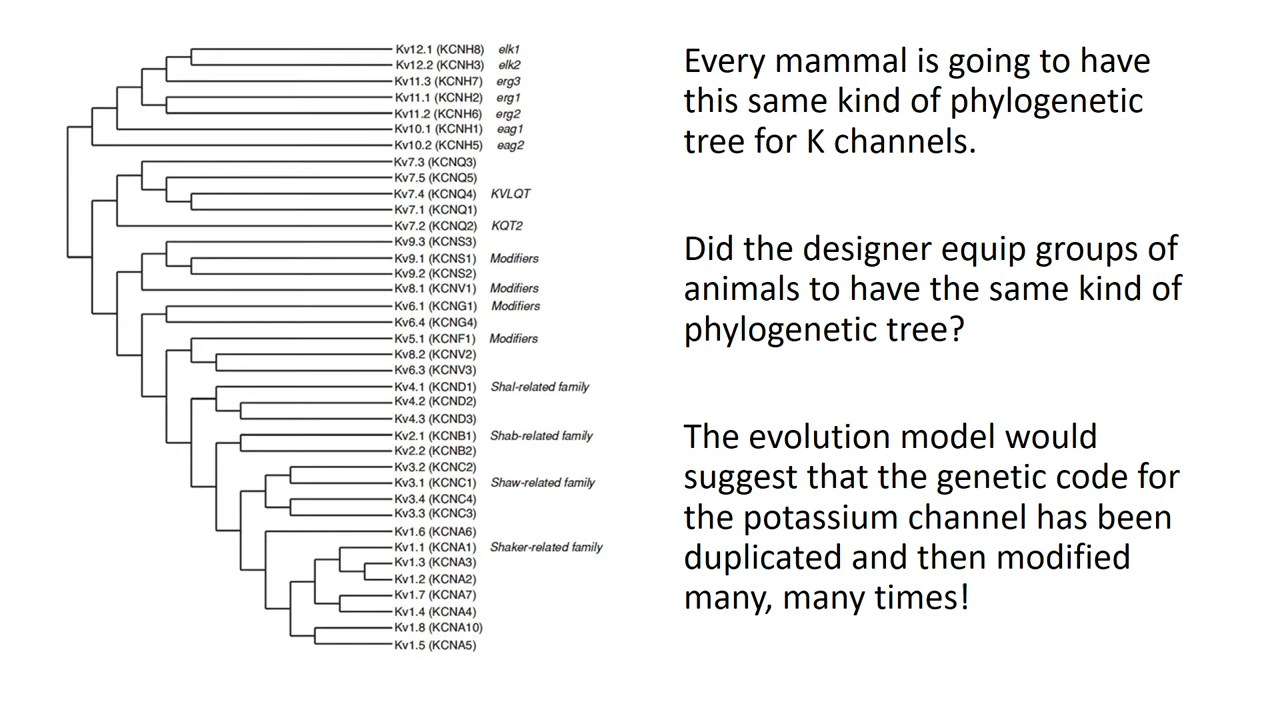 Kv12.1 (KCNH8) elk1
Kv12.2 (KCNH3) elk2
Kv11.3 (KCNH7) erg3
Kv11.1 (KCNH2) erg1
Kv11.2 (KCNH6) erg2
Kv10.1 (KCNH1) eag1
Kv10.2 (KCNH5) eag2
Kv7.3 (KCNQ3)
Kv7.5 (KCNQ5)
Kv7.4 (KCNQ4) KVLQT
Kv7.1 (KCNQ1)
Kv7.2 (KCNQ2) KQT2
Kv9.3 (KCNS3)
Kv9.1 (KCNS1) Modifiers
Kv9.2 (KCNS2)
Kv8.1 (KCNV1) Modifiers
Kv6.1 (KCNG1) Modifiers
Kv6.4 (KCNG4)
Kv5.1 (KCNF1) Modifiers
Kv8.2 (KCNV2)
Kv6.3 (KCNV3)
Kv4.1 (KCND1) Shal-related family
Kv4.2 (KCND2)
Kv4.3 (KCND3)
Kv2.1 (KCNB1) Shab-related family
Kv2.2 (KCNB2)
Kv3.2 (KCNC2)
Kv3.1 (KCNC1) Shaw-related family
Kv3.4 (KCNC4)
Kv3.3 (KCNC3)
Kv1.6 (KCNA6)
Kv1.1 (KCNA1) Shaker-related family
Kv1.3 (KCNA3)
Kv1.2 (KCNA2)
Kv1.7 (KCNA7)
Kv1.4 (KCNA4)
Kv1.8 (KCNA10)
Kv1.5 (KCNA5)
Every mammal is going to have
this same kind of phylogenetic
tree for K channels.
Did the designer equip groups of
animals to have the same kind of
phylogenetic tree?
The evolution model would
suggest that the genetic code for
the potassium channel has been
duplicated and then modified
many, many times!